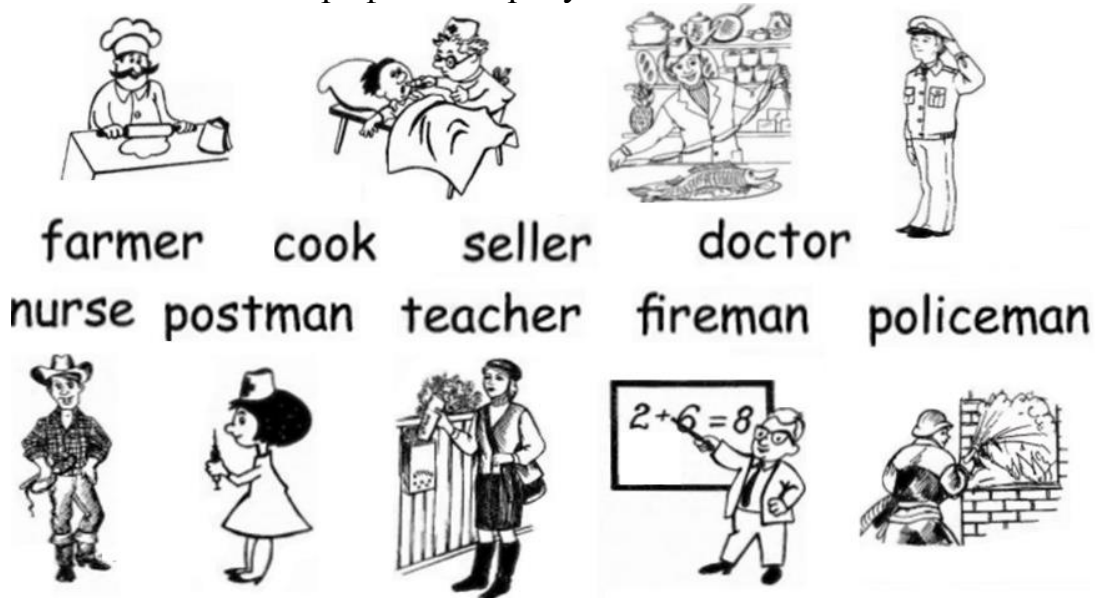 farmer cook seller doctor
nurse postman teacher fireman policeman
2+6=8